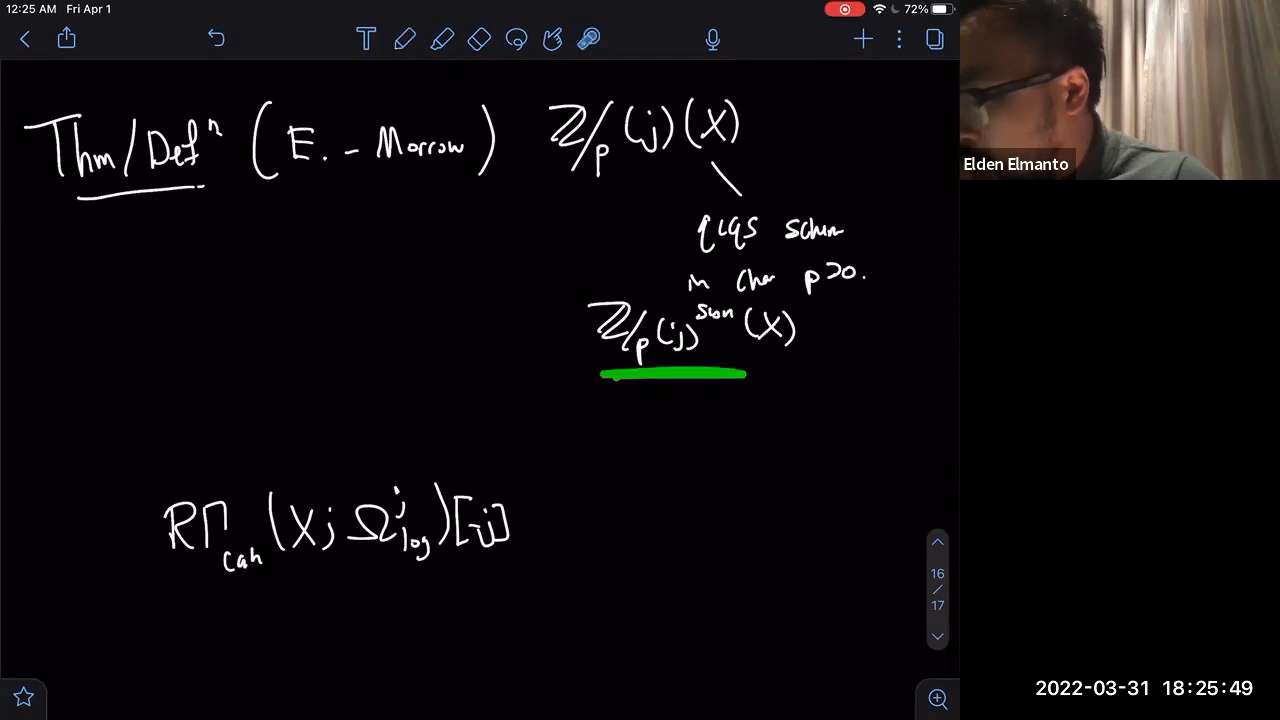 12:25 AM Fri Apr 1
72%
Thm/Defⁿ (E. - Morrow) ℤ/p(j)(X)
qcqs schem
in char p>0.
ℤ/p(j)^syn(X)
RΓ_cdh(X; Ω^j_log)[-j]
16
/
17
Elden Elmanto
2022-03-31 18:25:49